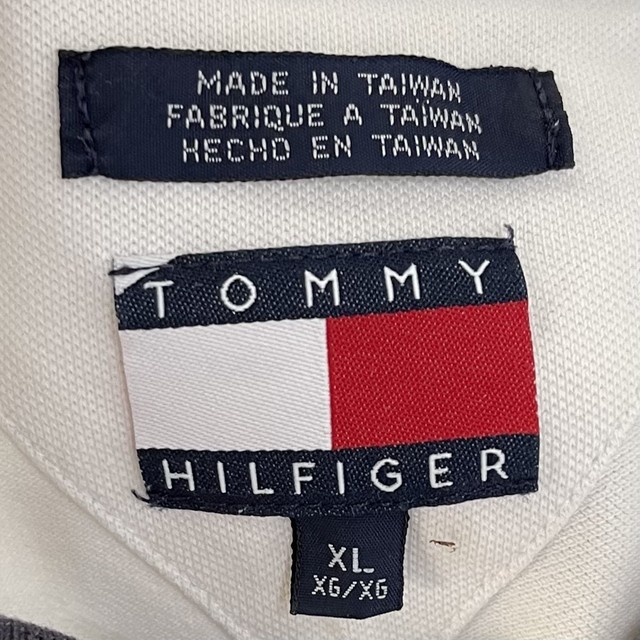 MADE IN TAIWAN
FABRIQUE A TAÏWAN
HECHO EN TAIWAN
TOMMY
HILFIGER
XL
XG/XG